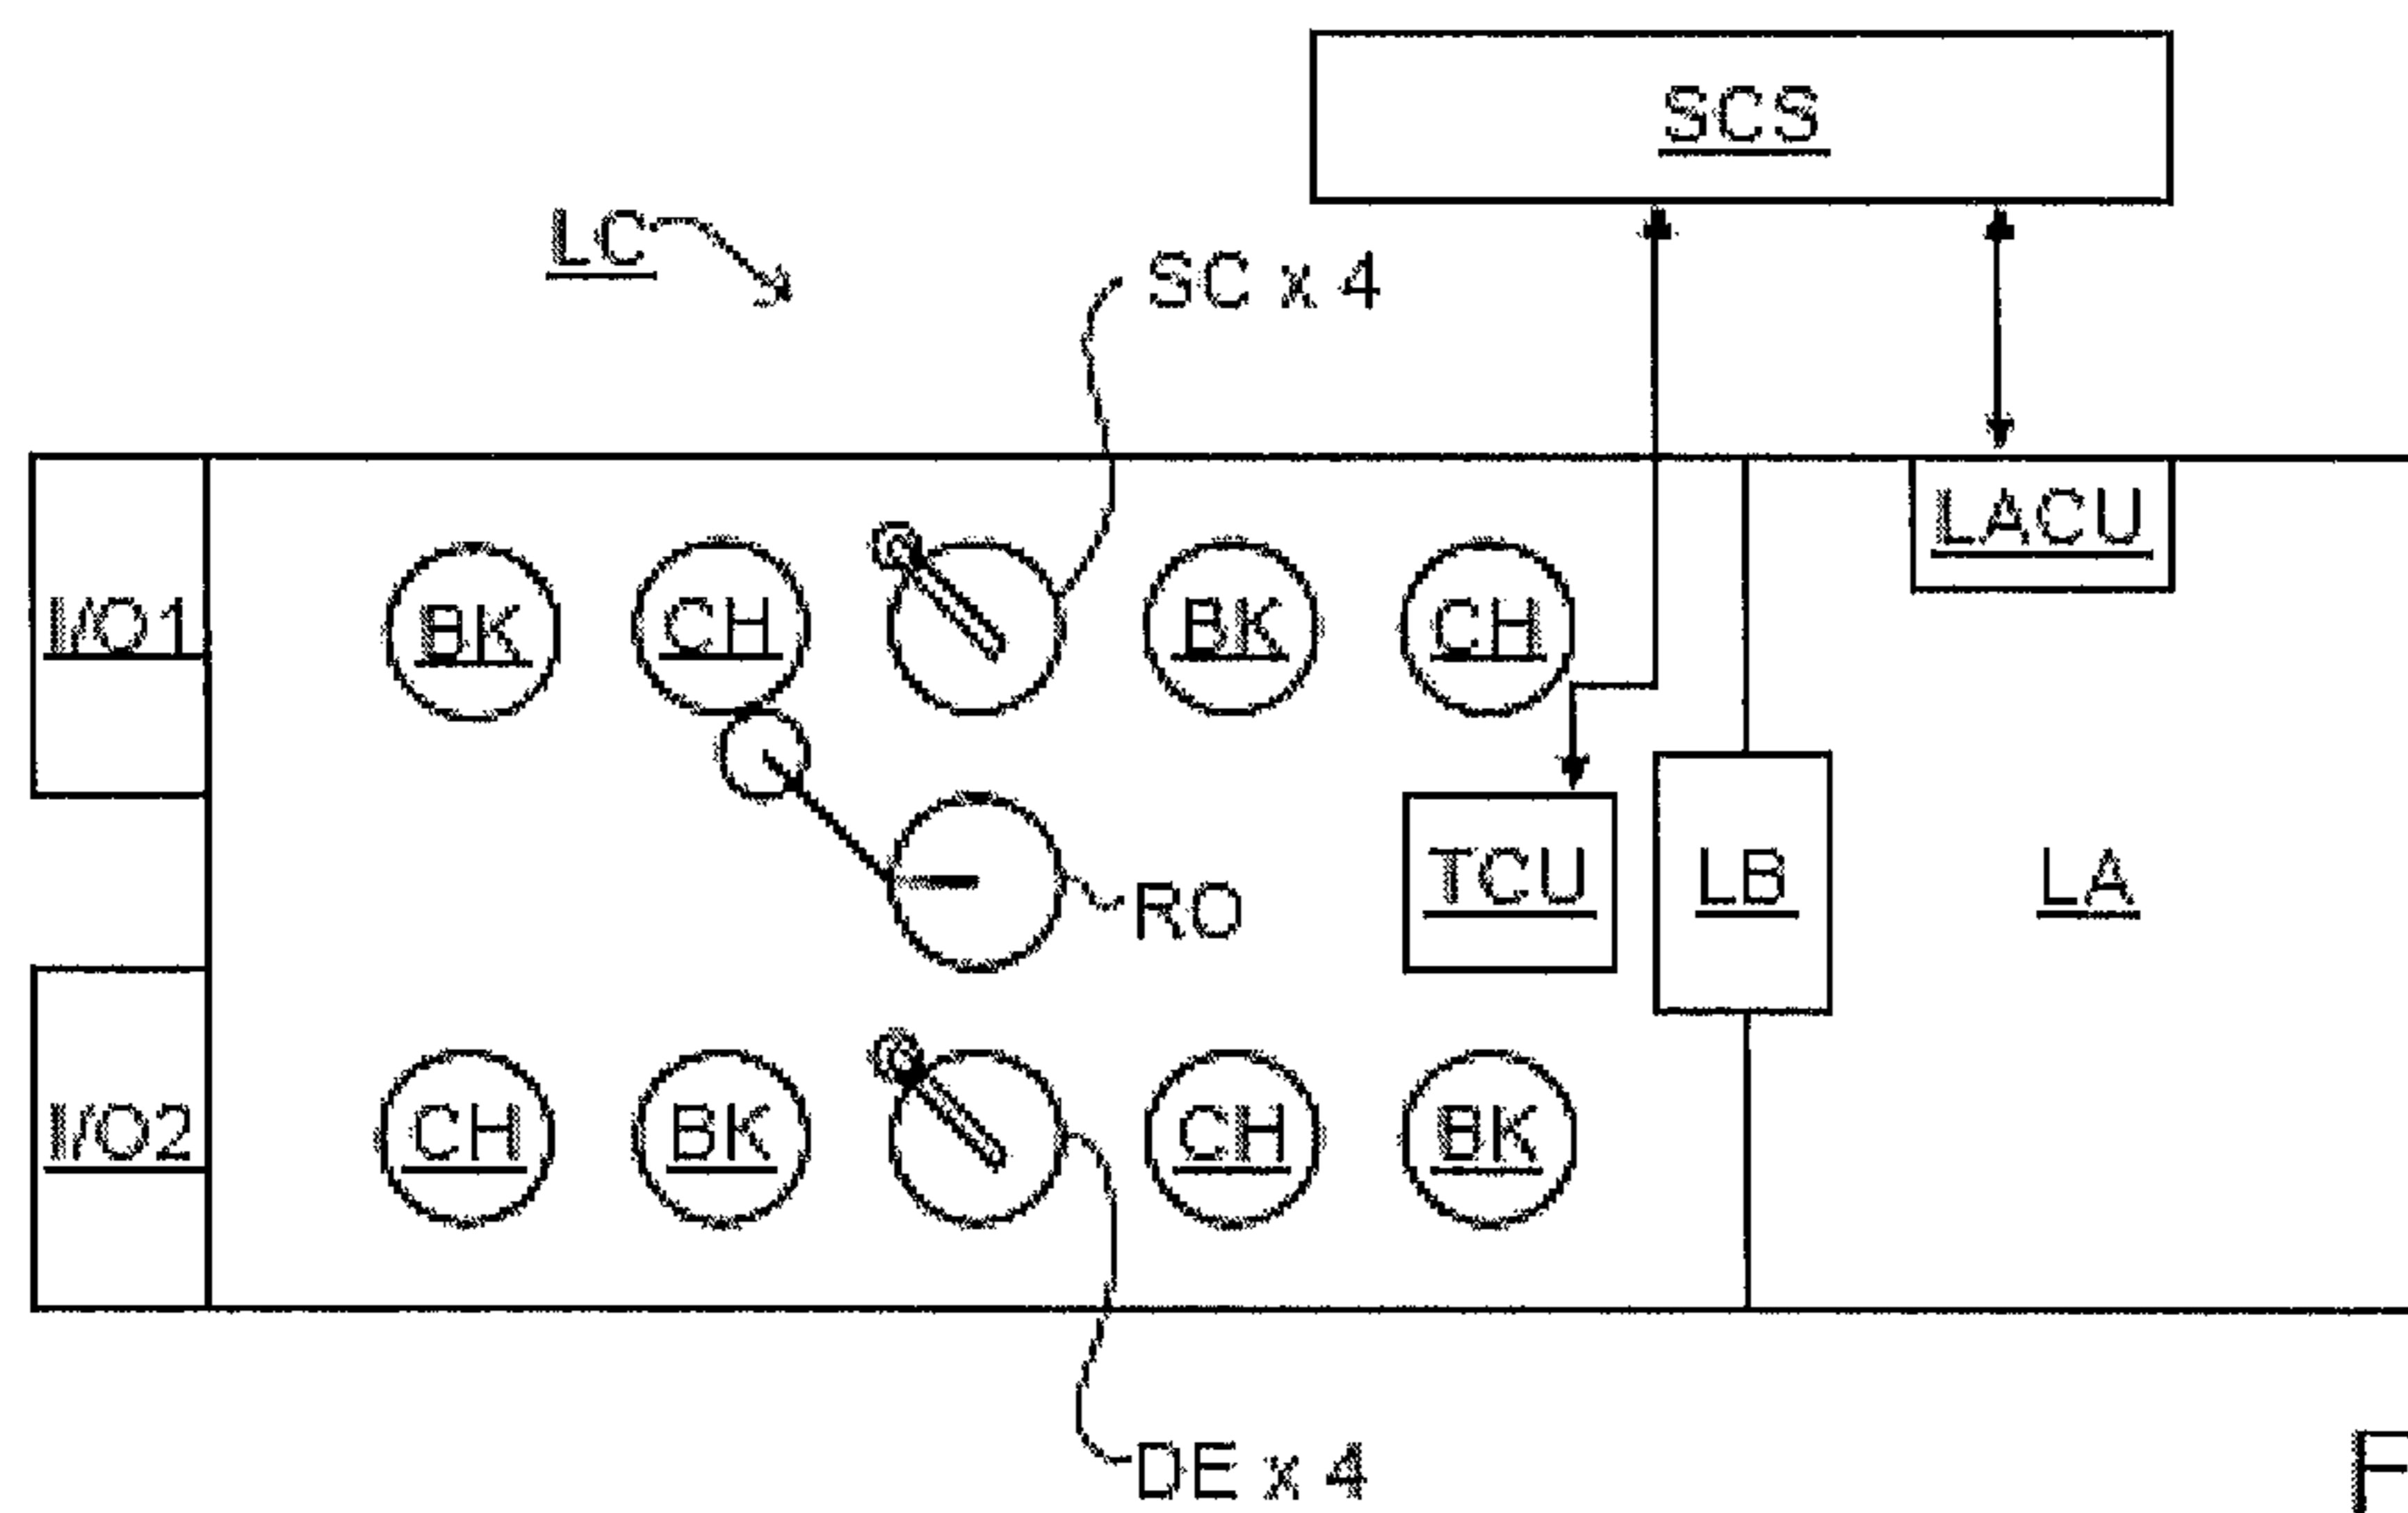 SCS
LC
SC x 4
LACU
I/O1
BK
CH
BK
CH
RO
TCU
LB
LA
I/O2
CH
BK
CH
BK
DE x 4
F